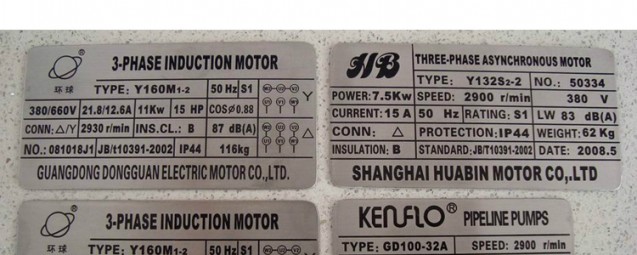 3-PHASE INDUCTION MOTOR
环球
TYPE: Y160M1-2 50 Hz S1
380/660V 21.8/12.6A 11Kw 15 HP COSØ0.88
CONN: △/Y 2930 r/min INS.CL: B 87 dB(A)
NO.: 081018J1 JB/t10391-2002 IP44 116kg
GUANGDONG DONGGUAN ELECTRIC MOTOR CO.,LTD.
HB THREE-PHASE ASYNCHRONOUS MOTOR
TYPE: Y132S2-2 NO.: 50334
POWER: 7.5Kw SPEED: 2900 r/min 380 V
CURRENT: 15 A 50 Hz RATING: S1 LW 83 dB(A)
CONN: △ PROTECTION: IP44 WEIGHT: 62 Kg
INSULATION: B STANDARD: JB/T10391-2002 DATE: 2008.5
SHANGHAI HUABIN MOTOR CO,.LTD
3-PHASE INDUCTION MOTOR
环球
TYPE: Y160M1-2 50 Hz S1
KENFLO® PIPELINE PUMPS
TYPE: GD100-32A SPEED: 2900 r/min